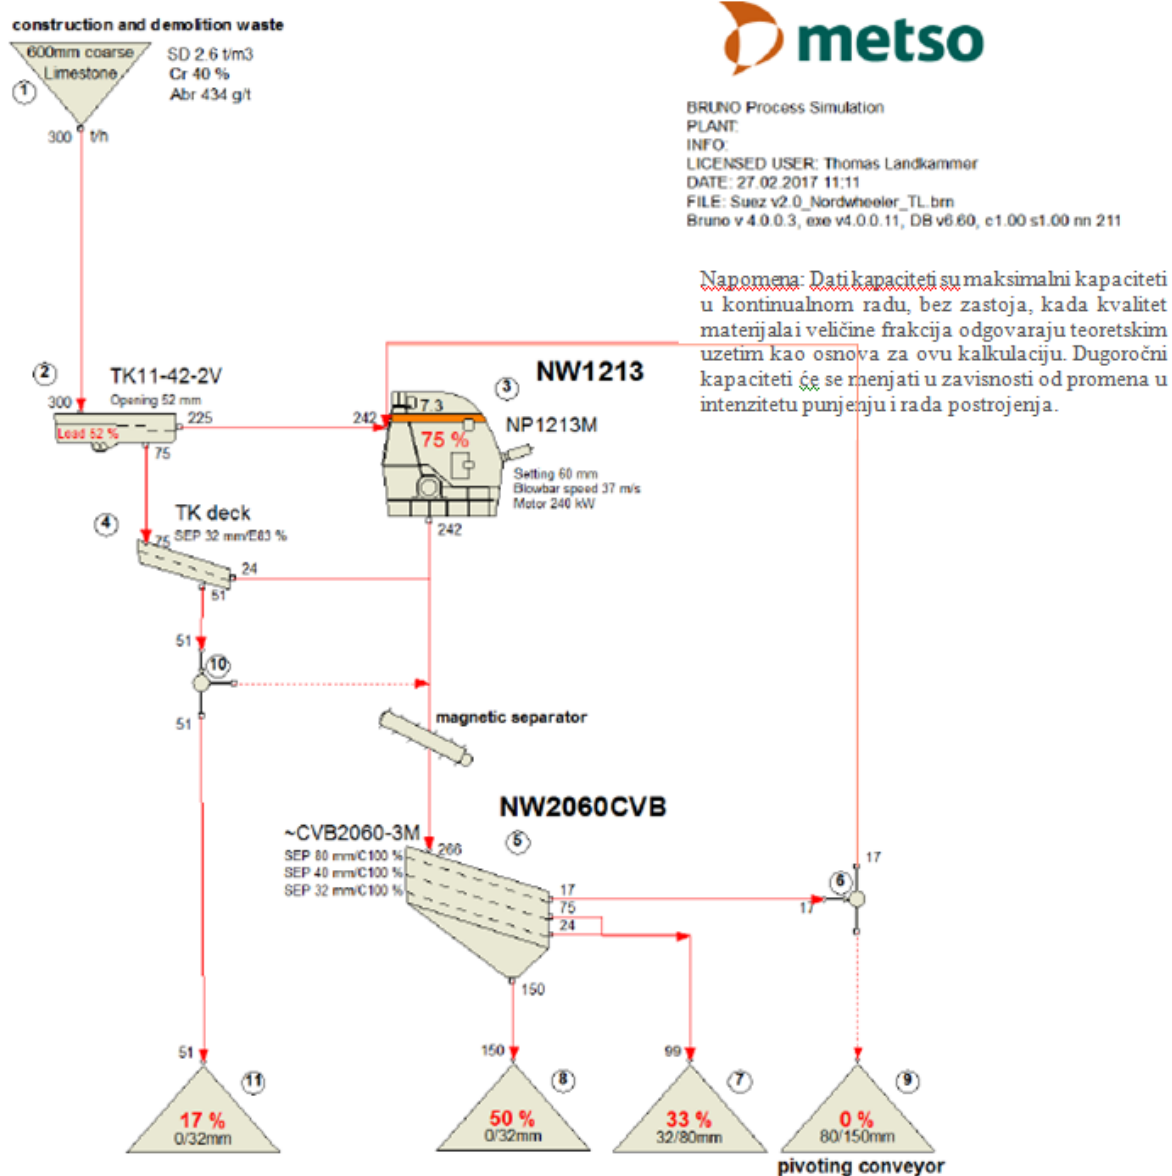 construction and demolition waste
600mm coarse
Limestone
SD 2.6 t/m3
Cr 40 %
Abr 434 g/t
1
300 t/h
metso
BRUNO Process Simulation
PLANT:
INFO:
LICENSED USER: Thomas Landkammer
DATE: 27.02.2017 11:11
FILE: Suez v2.0_Nordwheeler_TL.brn
Bruno v 4.0.0.3, exe v4.0.0.11, DB v6.60, c1.00 s1.00 nn 211
Napomena: Dati kapaciteti su maksimalni kapaciteti
u kontinualnom radu, bez zastoja, kada kvalitet
materijala i veličine frakcija odgovaraju teoretskim
uzetim kao osnova za ovu kalkulaciju. Dugoročni
kapaciteti će se menjati u zavisnosti od promena u
intenzitetu punjenju i rada postrojenja.
2
TK11-42-2V
Opening 52 mm
300
Load 52 %
225
75
NW1213
3
NP1213M
242
7.3
75 %
Setting 60 mm
Blowbar speed 37 m/s
Motor 240 kW
242
4
TK deck
SEP 32 mm/E83 %
75
24
51
51
10
51
magnetic separator
NW2060CVB
~CVB2060-3M
5
SEP 80 mm/C100 %
SEP 40 mm/C100 %
SEP 32 mm/C100 %
266
17
75
24
150
17
6
17
51
11
17 %
0/32mm
150
8
50 %
0/32mm
99
7
33 %
32/80mm
9
0 %
80/150mm
pivoting conveyor